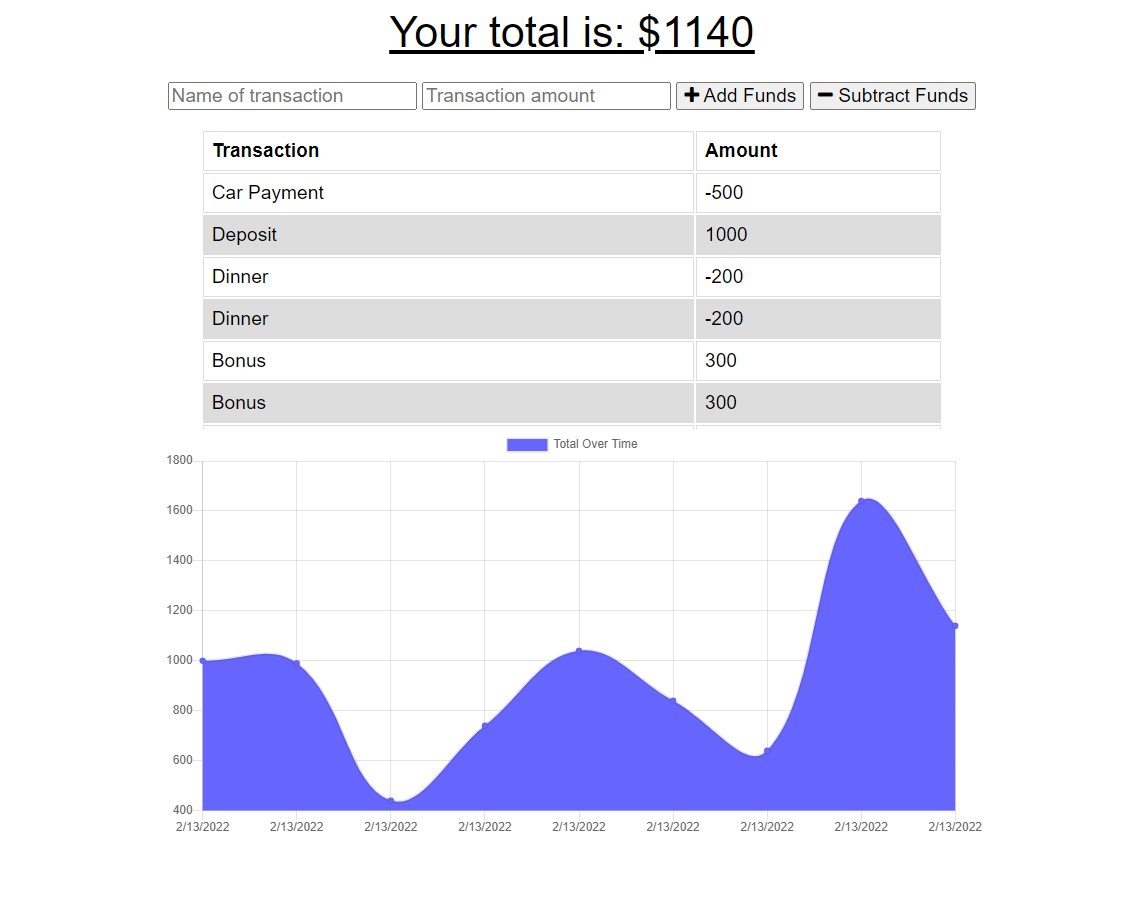 Your total is: $1140
Name of transaction Transaction amount Add Funds Subtract Funds
Transaction Amount
Car Payment -500
Deposit 1000
Dinner -200
Dinner -200
Bonus 300
Bonus 300
Total Over Time
1800
1600
1400
1200
1000
800
600
400
2/13/2022 2/13/2022 2/13/2022 2/13/2022 2/13/2022 2/13/2022 2/13/2022 2/13/2022 2/13/2022